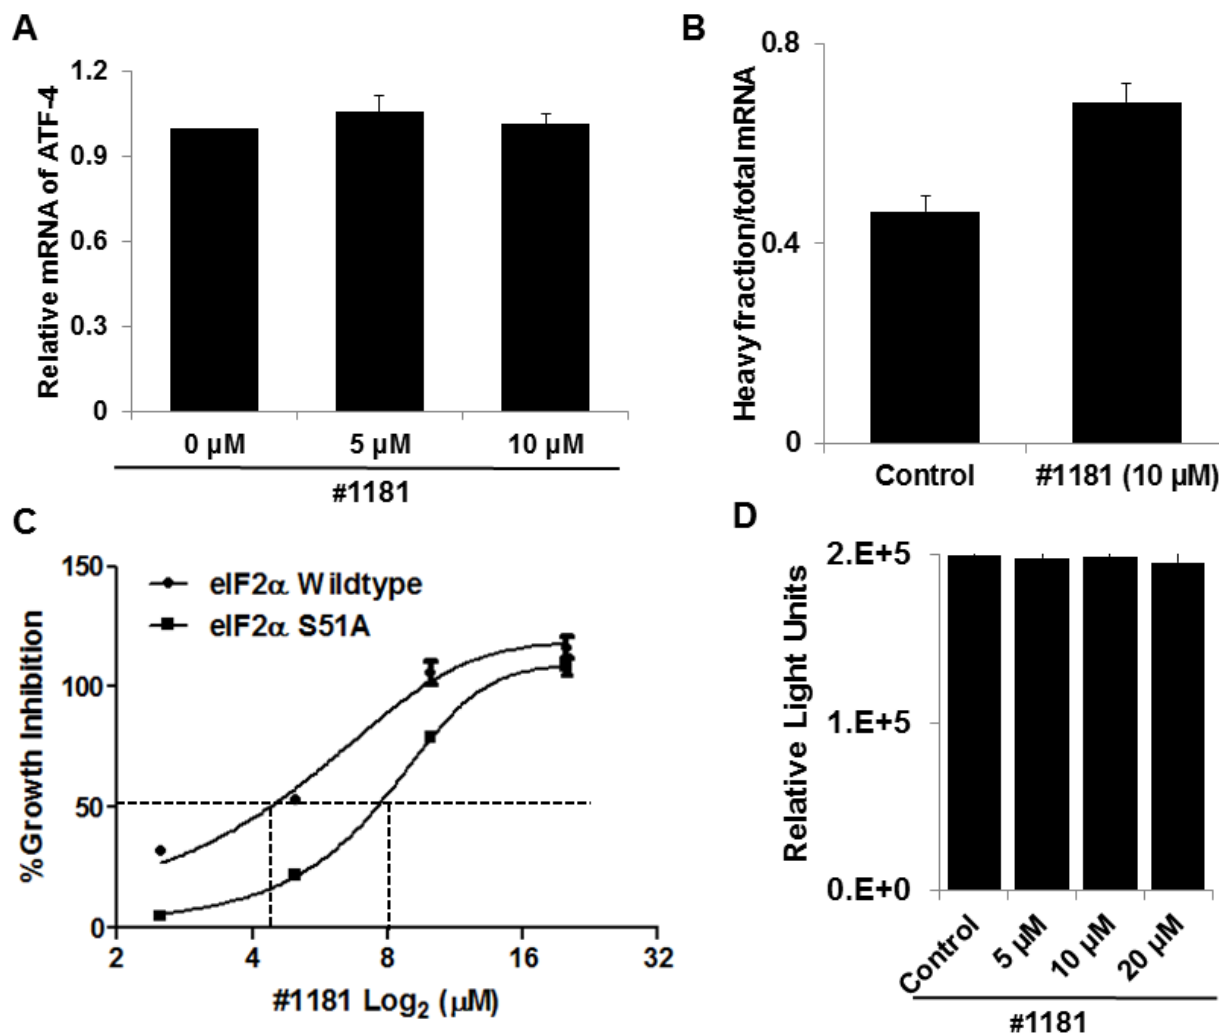 A
Relative mRNA of ATF-4
1.2
0.9
0.6
0.3
0
0 µM
5 µM
10 µM
#1181
B
Heavy fraction/total mRNA
0.8
0.4
0
Control
#1181 (10 µM)
C
%Growth Inhibition
150
100
50
0
eIF2α Wildtype
eIF2α S51A
2
4
8
16
32
#1181 Log₂ (µM)
D
Relative Light Units
2.E+5
1.E+5
0.E+0
Control
5 µM
10 µM
20 µM
#1181